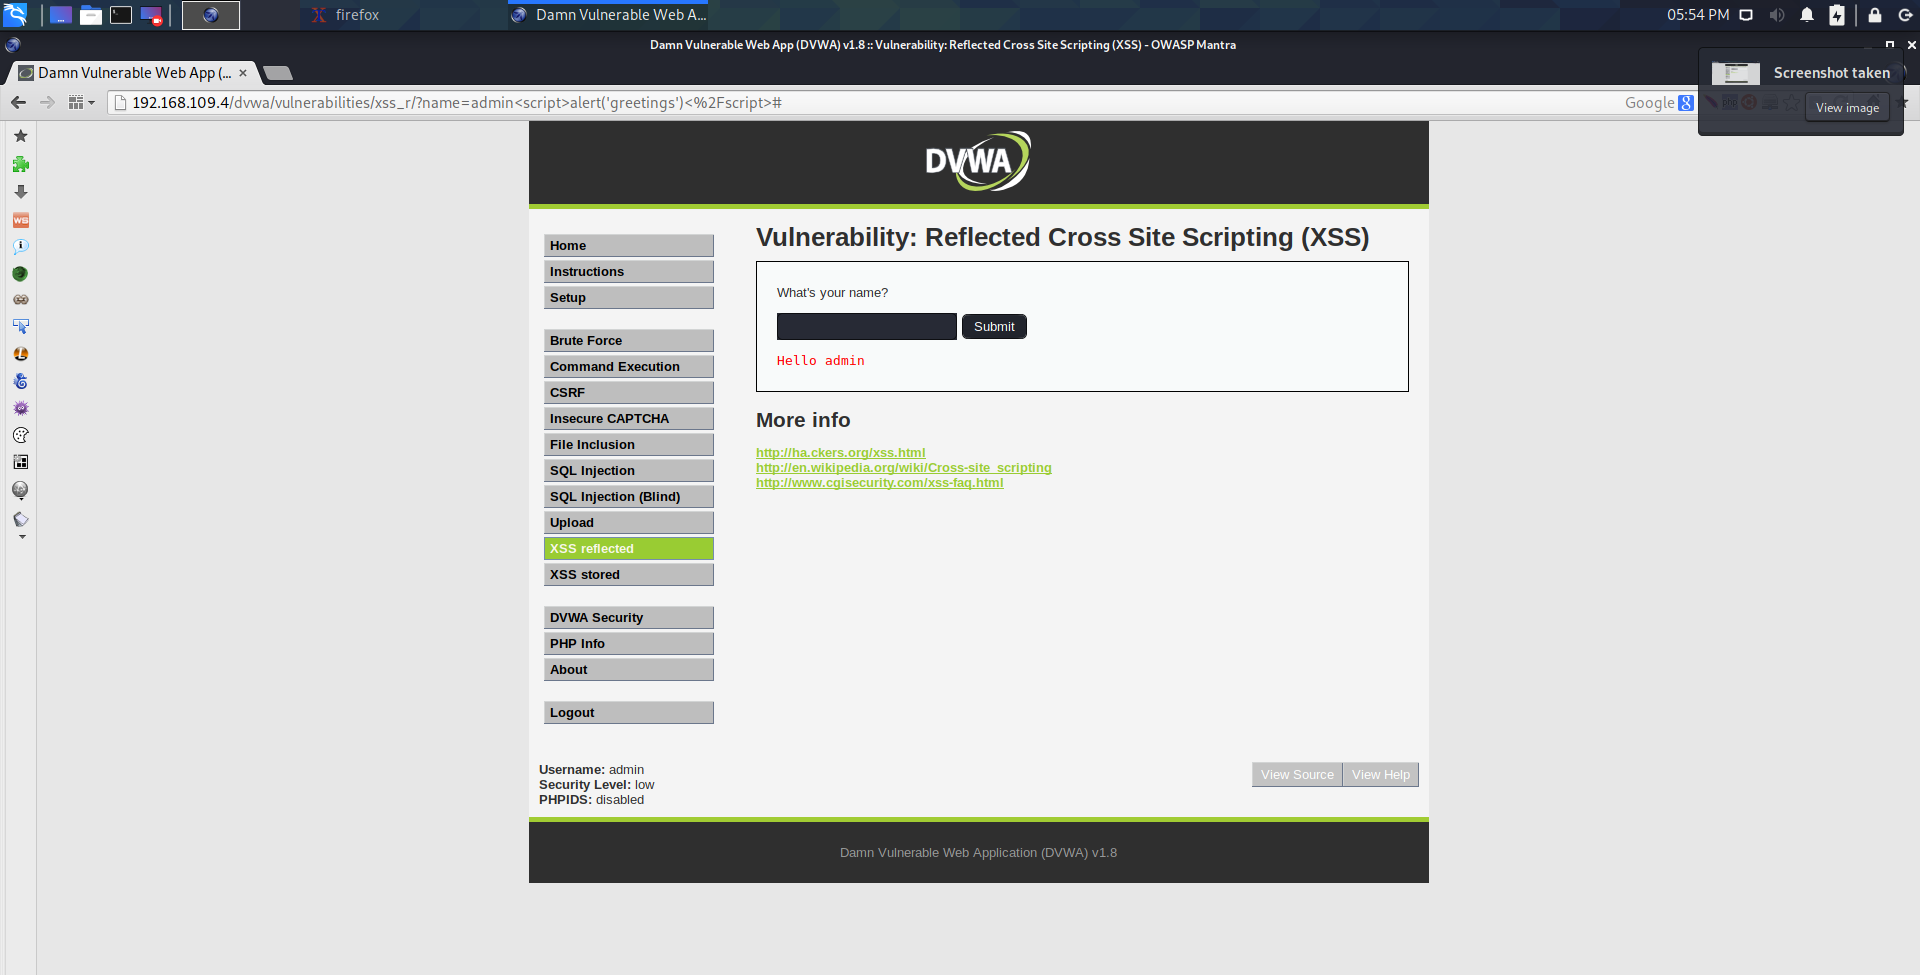 firefox
Damn Vulnerable Web A...
05:54 PM
Damn Vulnerable Web App (DVWA) v1.8 :: Vulnerability: Reflected Cross Site Scripting (XSS) - OWASP Mantra
Damn Vulnerable Web App (...
Screenshot taken
View image
192.168.109.4/dvwa/vulnerabilities/xss_r/?name=admin<script>alert('greetings')<%2Fscript>#
Google
DVWA
Home
Instructions
Setup
Brute Force
Command Execution
CSRF
Insecure CAPTCHA
File Inclusion
SQL Injection
SQL Injection (Blind)
Upload
XSS reflected
XSS stored
DVWA Security
PHP Info
About
Logout
Vulnerability: Reflected Cross Site Scripting (XSS)
What's your name?
Submit
Hello admin
More info
http://ha.ckers.org/xss.html
http://en.wikipedia.org/wiki/Cross-site_scripting
http://www.cgisecurity.com/xss-faq.html
Username: admin
Security Level: low
PHPIDS: disabled
View Source
View Help
Damn Vulnerable Web Application (DVWA) v1.8